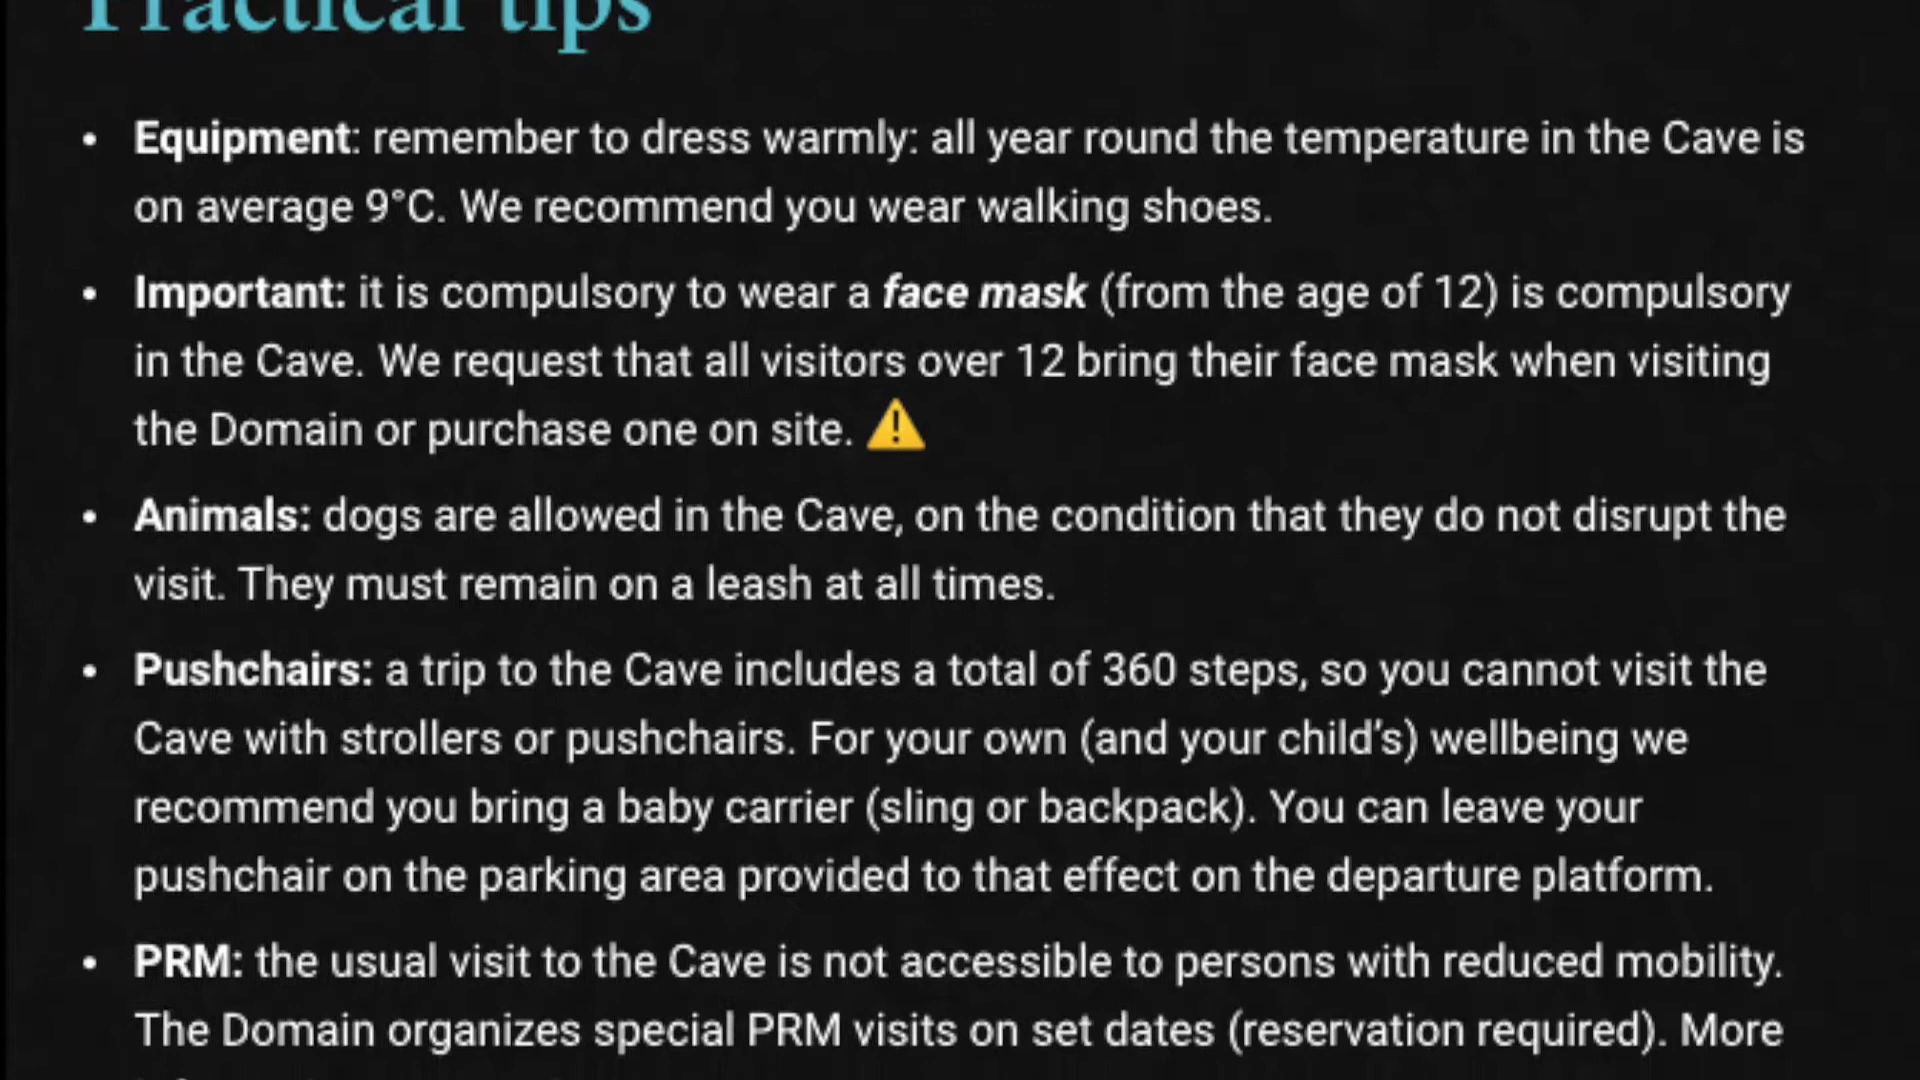 Practical tips
• Equipment: remember to dress warmly: all year round the temperature in the Cave is
on average 9°C. We recommend you wear walking shoes.
• Important: it is compulsory to wear a face mask (from the age of 12) is compulsory
in the Cave. We request that all visitors over 12 bring their face mask when visiting
the Domain or purchase one on site. ⚠️
• Animals: dogs are allowed in the Cave, on the condition that they do not disrupt the
visit. They must remain on a leash at all times.
• Pushchairs: a trip to the Cave includes a total of 360 steps, so you cannot visit the
Cave with strollers or pushchairs. For your own (and your child's) wellbeing we
recommend you bring a baby carrier (sling or backpack). You can leave your
pushchair on the parking area provided to that effect on the departure platform.
• PRM: the usual visit to the Cave is not accessible to persons with reduced mobility.
The Domain organizes special PRM visits on set dates (reservation required). More